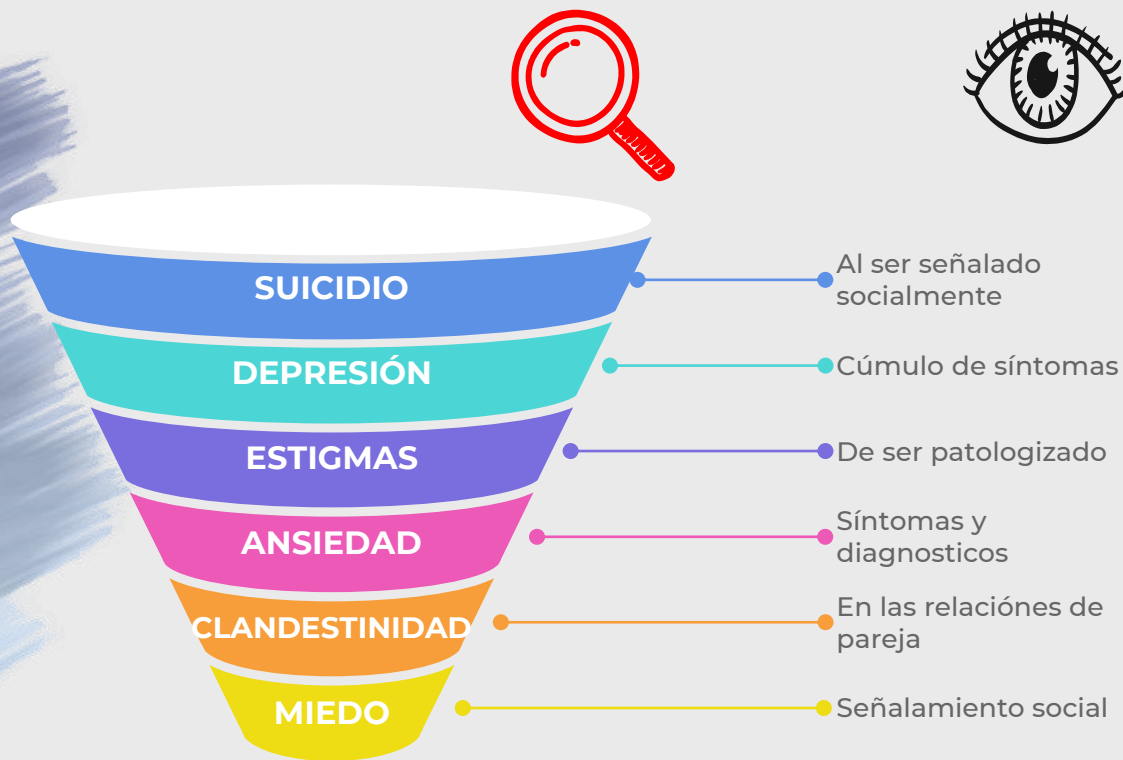 SUICIDIO
Al ser señalado
socialmente
DEPRESIÓN
Cúmulo de síntomas
ESTIGMAS
De ser patologizado
ANSIEDAD
Síntomas y
diagnosticos
CLANDESTINIDAD
En las relaciónes de
pareja
MIEDO
Señalamiento social